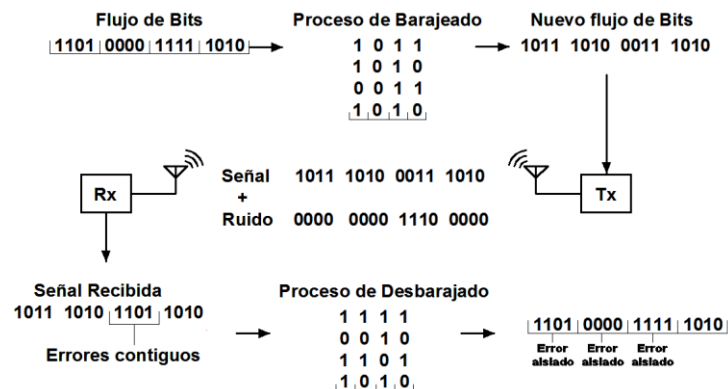 Flujo de Bits
1101 0000 1111 1010
Proceso de Barajeado
1 0 1 1
1 0 1 0
0 0 1 1
1 0 1 0
Nuevo flujo de Bits
1011 1010 0011 1010
Rx
Señal 1011 1010 0011 1010
+
Ruido 0000 0000 1110 0000
Tx
Señal Recibida
1011 1010 1101 1010
Errores contiguos
Proceso de Desbarajado
1 1 1 1
0 0 1 0
1 1 0 1
1 0 1 0
1101 0000 1111 1010
Error Error Error
aislado aislado aislado